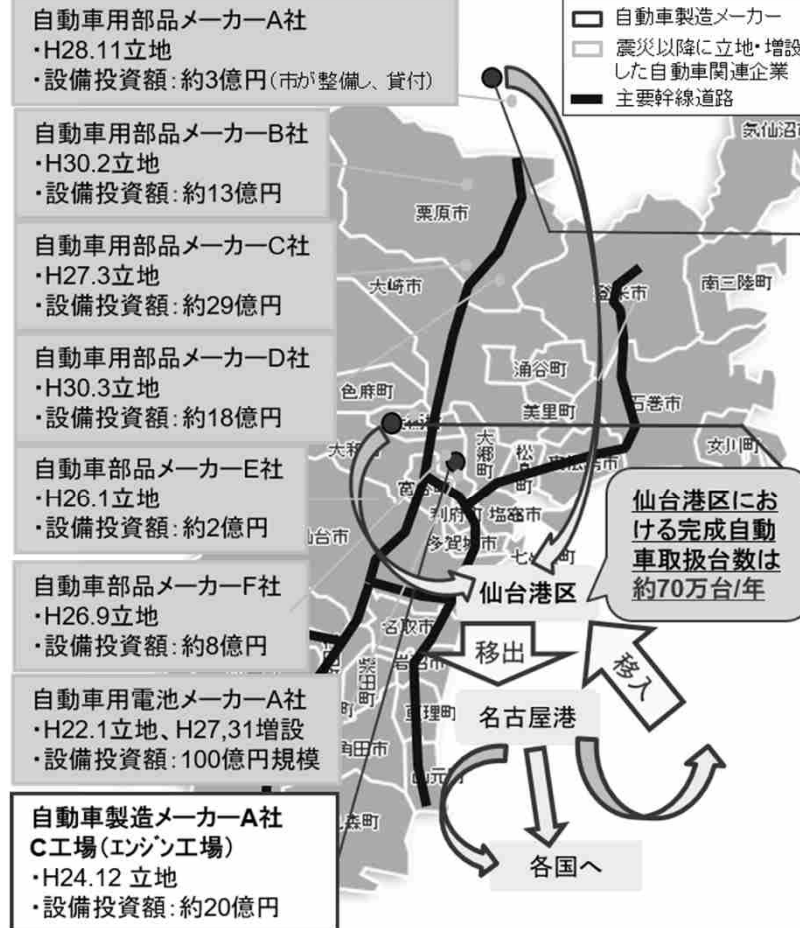 自動車用部品メーカーA社
・H28.11立地
・設備投資額：約3億円（市が整備し、貸付）
自動車用部品メーカーB社
・H30.2立地
・設備投資額：約13億円
自動車用部品メーカーC社
・H27.3立地
・設備投資額：約29億円
自動車用部品メーカーD社
・H30.3立地
・設備投資額：約18億円
自動車部品メーカーE社
・H26.1立地
・設備投資額：約2億円
自動車部品メーカーF社
・H26.9立地
・設備投資額：約8億円
自動車用電池メーカーA社
・H22.1立地、H27,31増設
・設備投資額：100億円規模
自動車製造メーカーA社
C工場（エンジン工場）
・H24.12 立地
・設備投資額：約20億円
自動車製造メーカー
震災以降に立地・増設
した自動車関連企業
主要幹線道路
気仙沼市
栗原市
大崎市
登米市
南三陸町
涌谷町
色麻町
美里町
石巻市
女川町
大郷町
利府町
塩竈市
多賀城市
仙台港区にお
ける完成自動
車取扱台数は
約70万台/年
仙台港区
名取市
岩沼市
柴田町
移出
移入
亘理町
名古屋港
角田市
山元町
各国へ